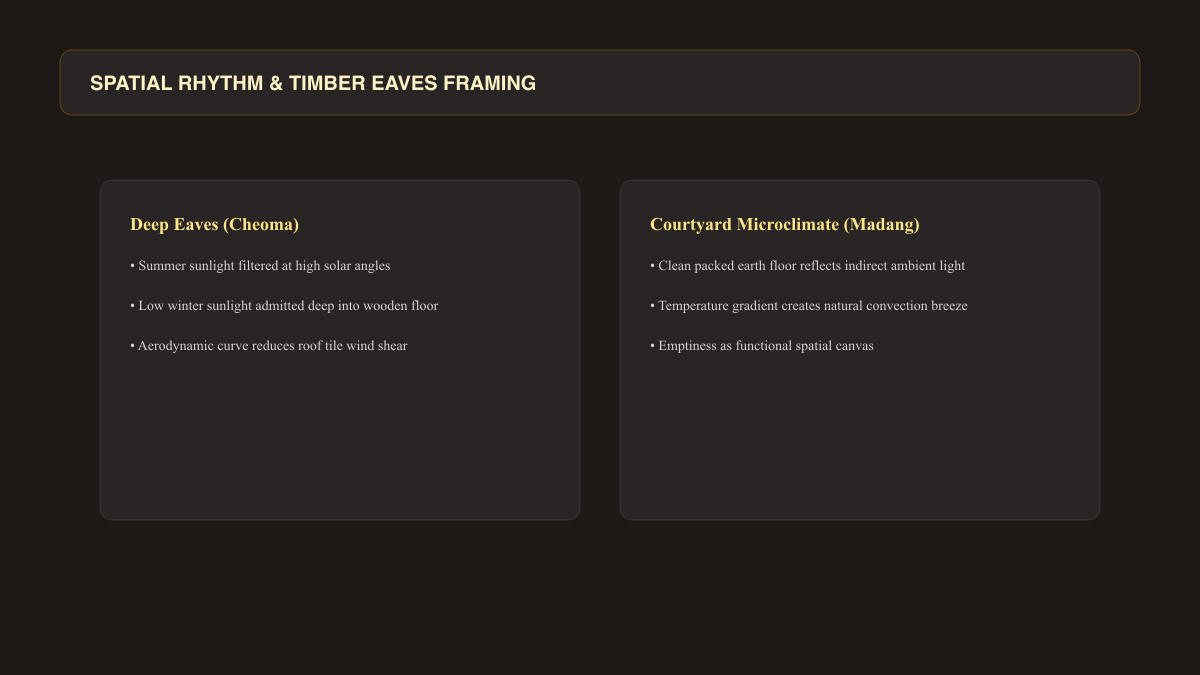 SPATIAL RHYTHM & TIMBER EAVES FRAMING
Deep Eaves (Cheoma)
• Summer sunlight filtered at high solar angles
• Low winter sunlight admitted deep into wooden floor
• Aerodynamic curve reduces roof tile wind shear
Courtyard Microclimate (Madang)
• Clean packed earth floor reflects indirect ambient light
• Temperature gradient creates natural convection breeze
• Emptiness as functional spatial canvas